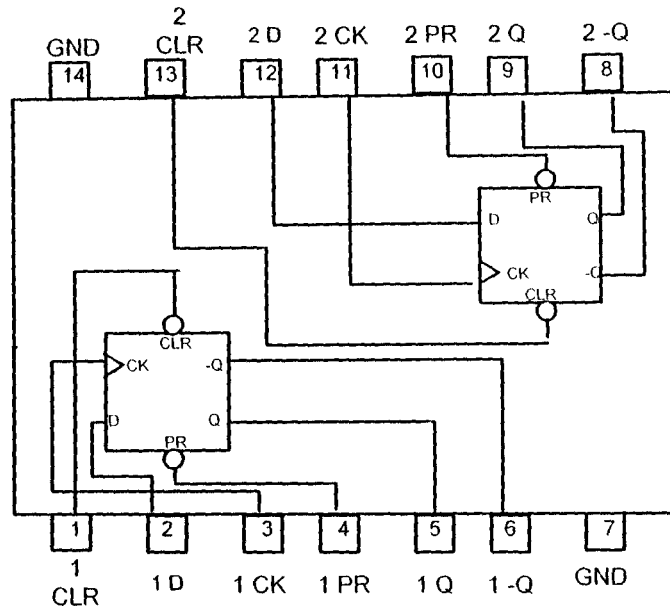 GND
2
CLR
2 D
2 CK
2 PR
2 Q
2 -Q
14
13
12
11
10
9
8
PR
D
Q
CK
-Q
CLR
CLR
CK
-Q
D
Q
PR
1
2
3
4
5
6
7
1
CLR
1 D
1 CK
1 PR
1 Q
1 -Q
GND